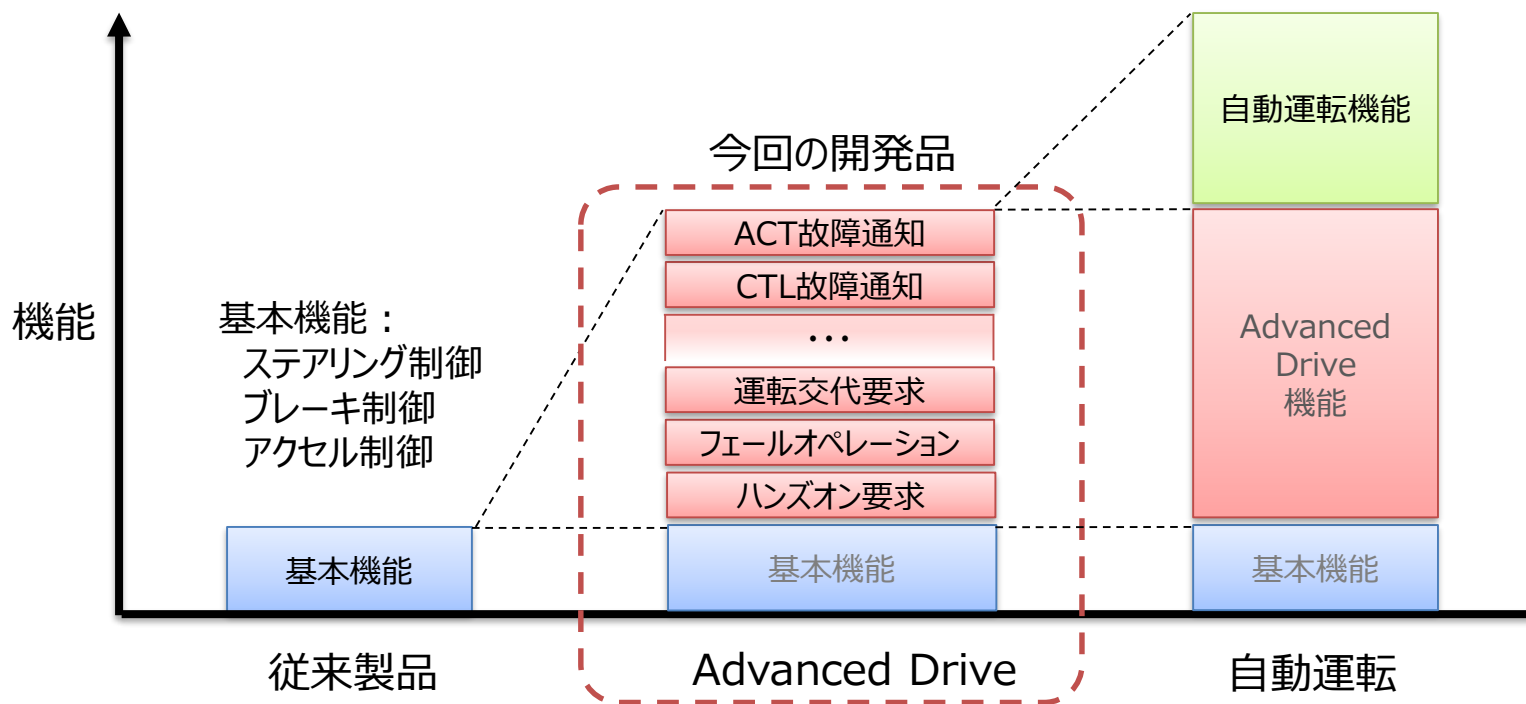 機能
基本機能：
ステアリング制御
ブレーキ制御
アクセル制御
基本機能
従来製品
今回の開発品
ACT故障通知
CTL故障通知
・・・
運転交代要求
フェールオペレーション
ハンズオン要求
基本機能
Advanced Drive
自動運転機能
Advanced
Drive
機能
基本機能
自動運転